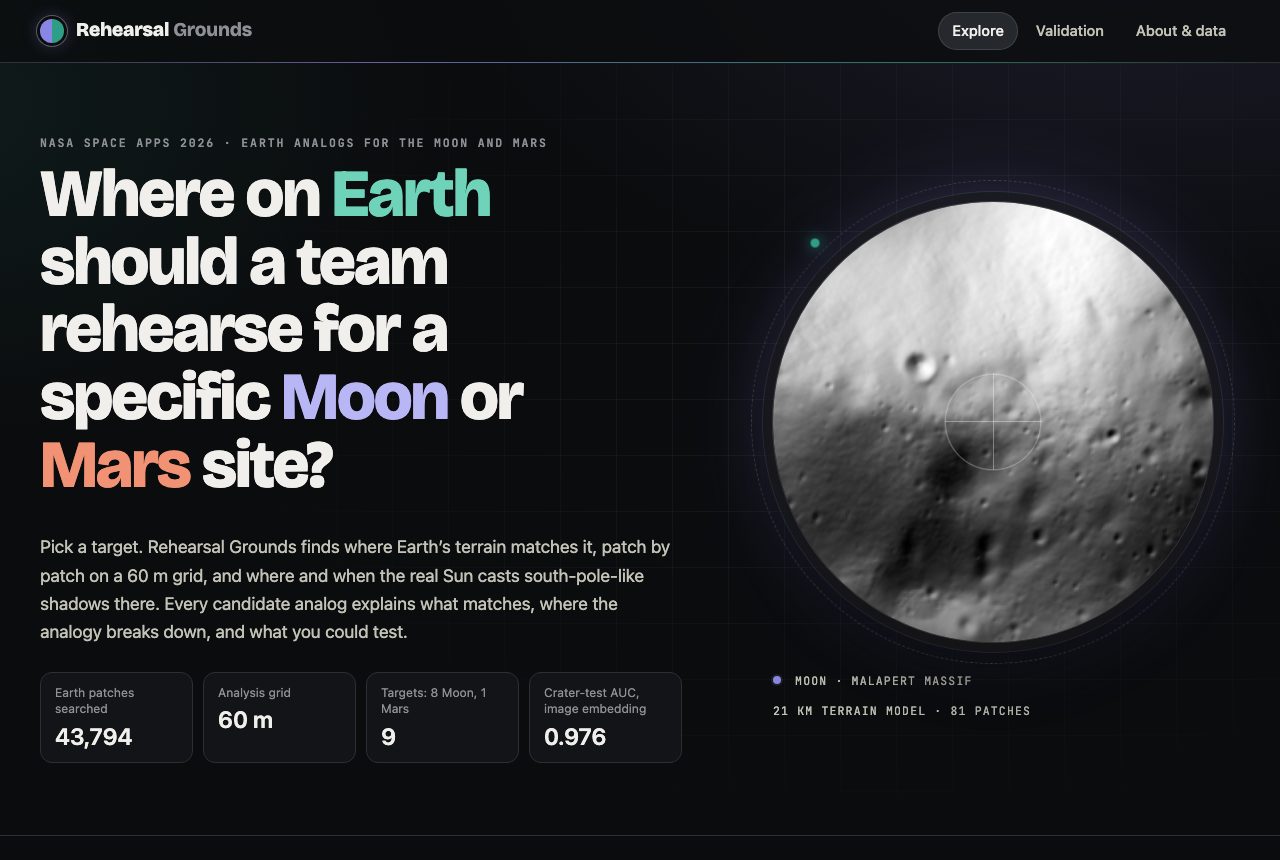 Rehearsal Grounds
Explore
Validation
About & data
NASA SPACE APPS 2026 · EARTH ANALOGS FOR THE MOON AND MARS
Where on Earth
should a team
rehearse for a
specific Moon or
Mars site?
Pick a target. Rehearsal Grounds finds where Earth’s terrain matches it, patch by
patch on a 60 m grid, and where and when the real Sun casts south-pole-like
shadows there. Every candidate analog explains what matches, where the
analogy breaks down, and what you could test.
Earth patches
searched
43,794
Analysis grid
60 m
Targets: 8 Moon, 1
Mars
9
Crater-test AUC,
image embedding
0.976
MOON · MALAPERT MASSIF
21 KM TERRAIN MODEL · 81 PATCHES